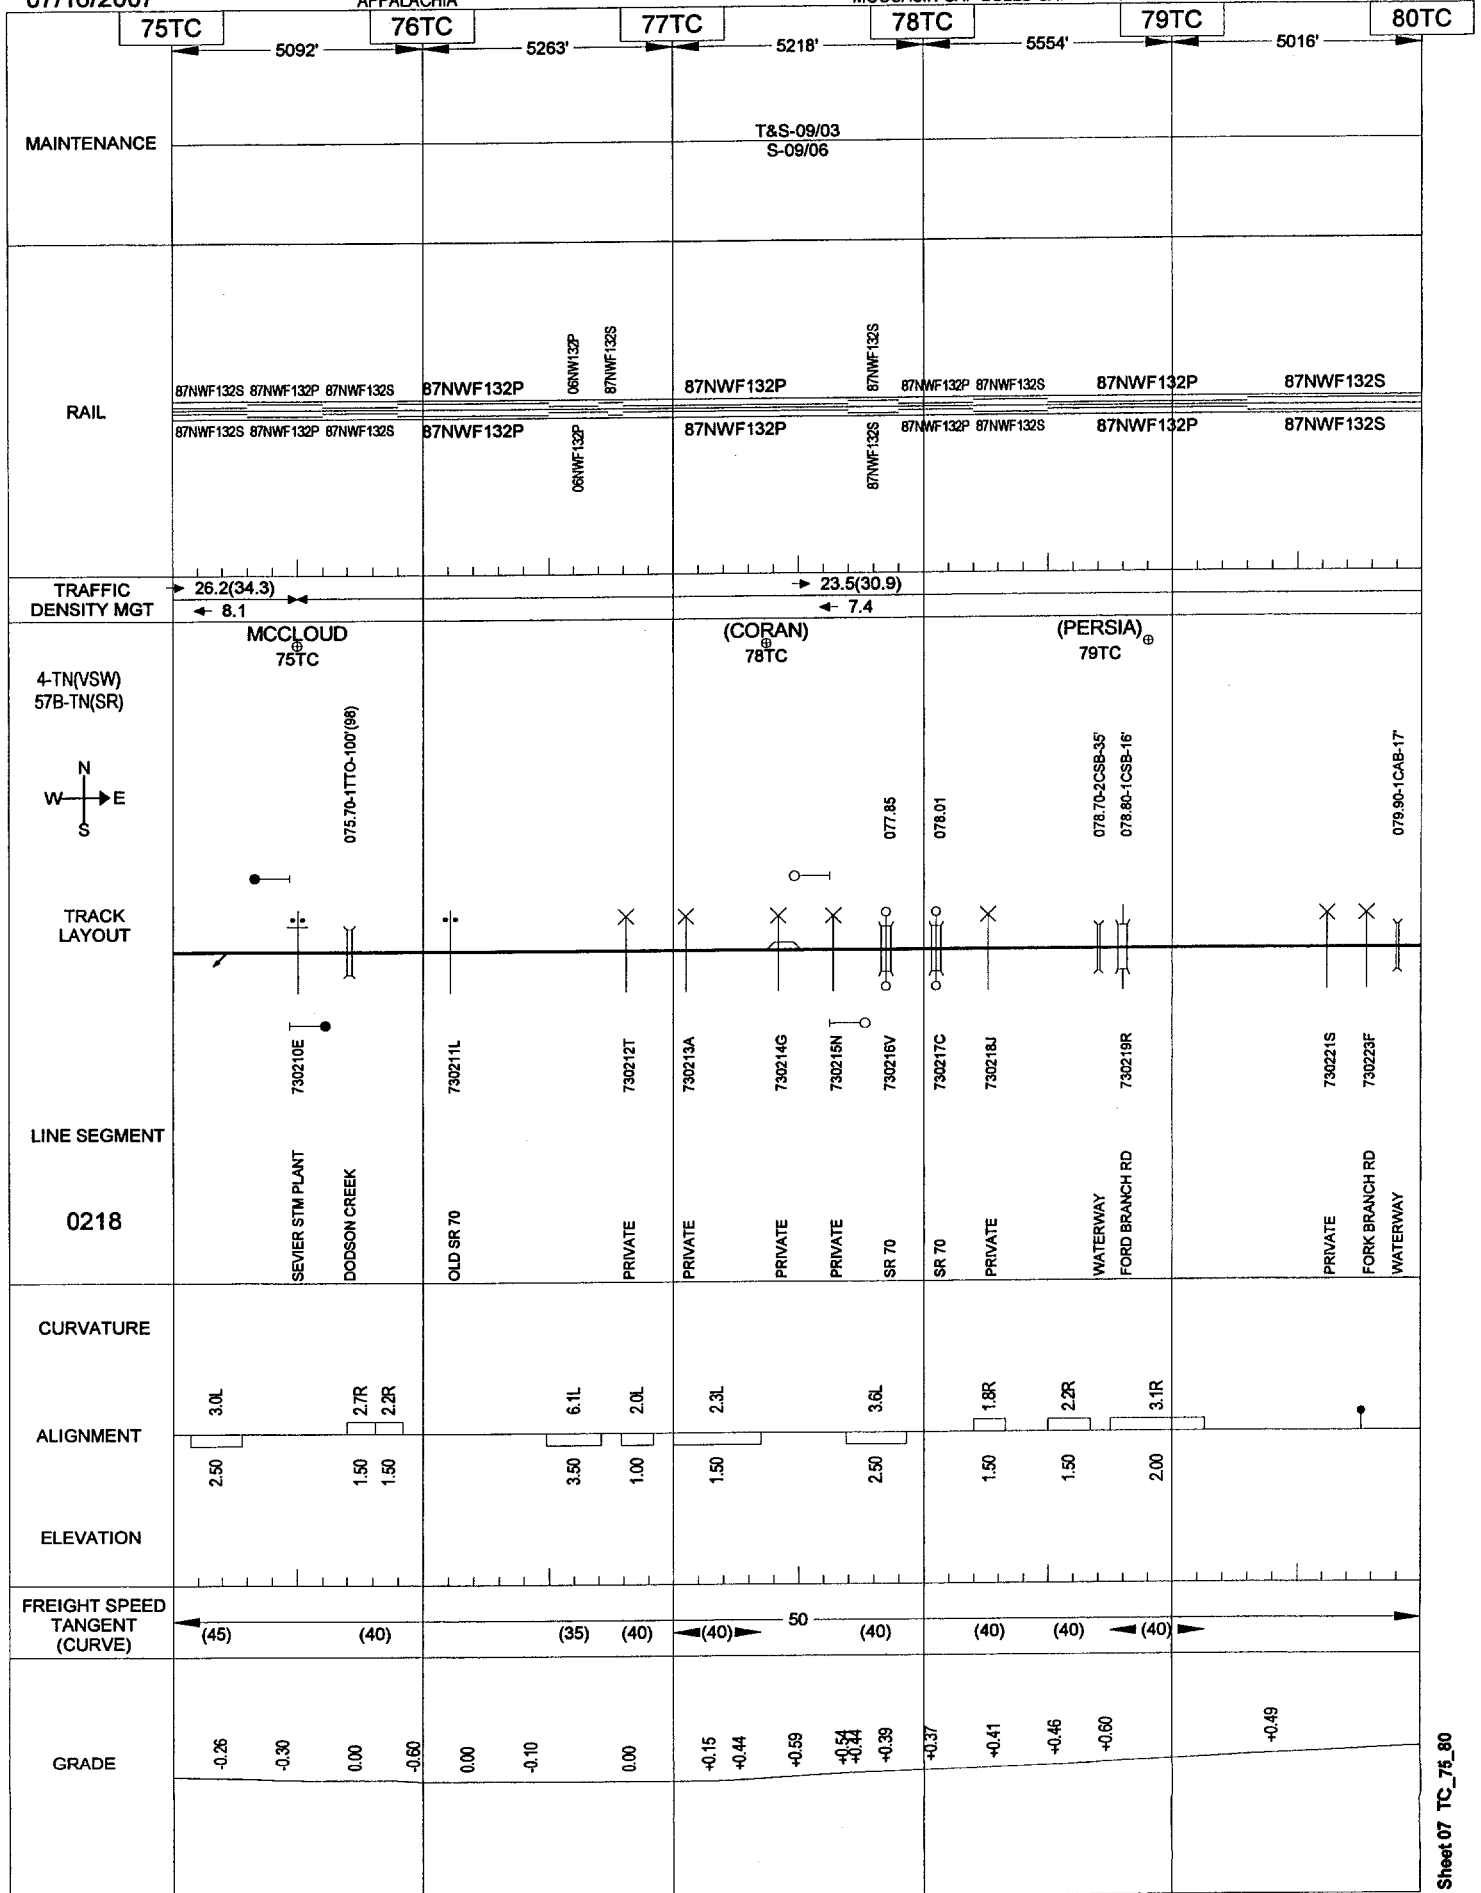 75TC 76TC 77TC 78TC 79TC 80TC
5092' 5263' 5218' 5554' 5016'
MAINTENANCE
T&S-09/03
S-09/06
RAIL
06NW132P 87NWF132S 87NWF132S
87NWF132S 87NWF132P 87NWF132S 87NWF132P 87NWF132P 87NWF132P 87NWF132S 87NWF132P 87NWF132S
87NWF132S 87NWF132P 87NWF132S 87NWF132P 87NWF132P 87NWF132P 87NWF132S 87NWF132P 87NWF132S
06NWF132P 87NWF132S
TRAFFIC
DENSITY MGT
26.2(34.3) 23.5(30.9)
8.1 7.4
MCCLOUD (CORAN) (PERSIA)
75TC 78TC 79TC
4-TN(VSW)
57B-TN(SR)
N
W E
S
075.70-1TTO-100'(98)
077.85
078.01
078.70-2CSB-35'
078.80-1CSB-16'
079.90-1CAB-17'
TRACK
LAYOUT
730210E
730211L
730212T
730213A
730214G
730215N
730216V
730217C
730218J
730219R
730221S
730223F
LINE SEGMENT
0218
SEVIER STM PLANT
DODSON CREEK
OLD SR 70
PRIVATE
PRIVATE
PRIVATE
PRIVATE
SR 70
SR 70
PRIVATE
WATERWAY
FORD BRANCH RD
PRIVATE
FORK BRANCH RD
WATERWAY
CURVATURE
3.0L 2.7R 2.2R 6.1L 2.0L 2.3L 3.6L 1.8R 2.2R 3.1R
ALIGNMENT
2.50 1.50 1.50 3.50 1.00 1.50 2.50 1.50 1.50 2.00
ELEVATION
FREIGHT SPEED
TANGENT
(CURVE)
50
(45) (40) (35) (40) (40) (40) (40) (40) (40)
GRADE
-0.26 -0.30 0.00 -0.60 0.00 -0.10 0.00 +0.15 +0.44 +0.59 +0.54 +0.44 +0.39 +0.37 +0.41 +0.46 +0.60 +0.49
Sheet 07 TC_75_80